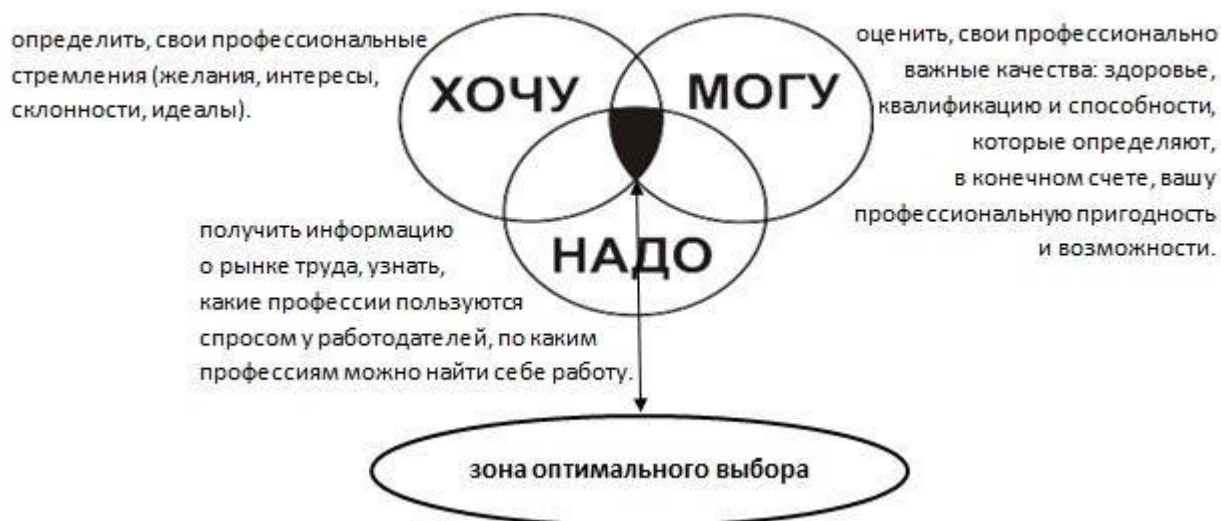 определить, свои профессиональные
стремления (желания, интересы,
склонности, идеалы).
ХОЧУ
МОГУ
оценить, свои профессионально
важные качества: здоровье,
квалификацию и способности,
которые определяют,
в конечном счете, вашу
профессиональную пригодность
и возможности.
НАДО
получить информацию
о рынке труда, узнать,
какие профессии пользуются
спросом у работодателей, по каким
профессиям можно найти себе работу.
зона оптимального выбора